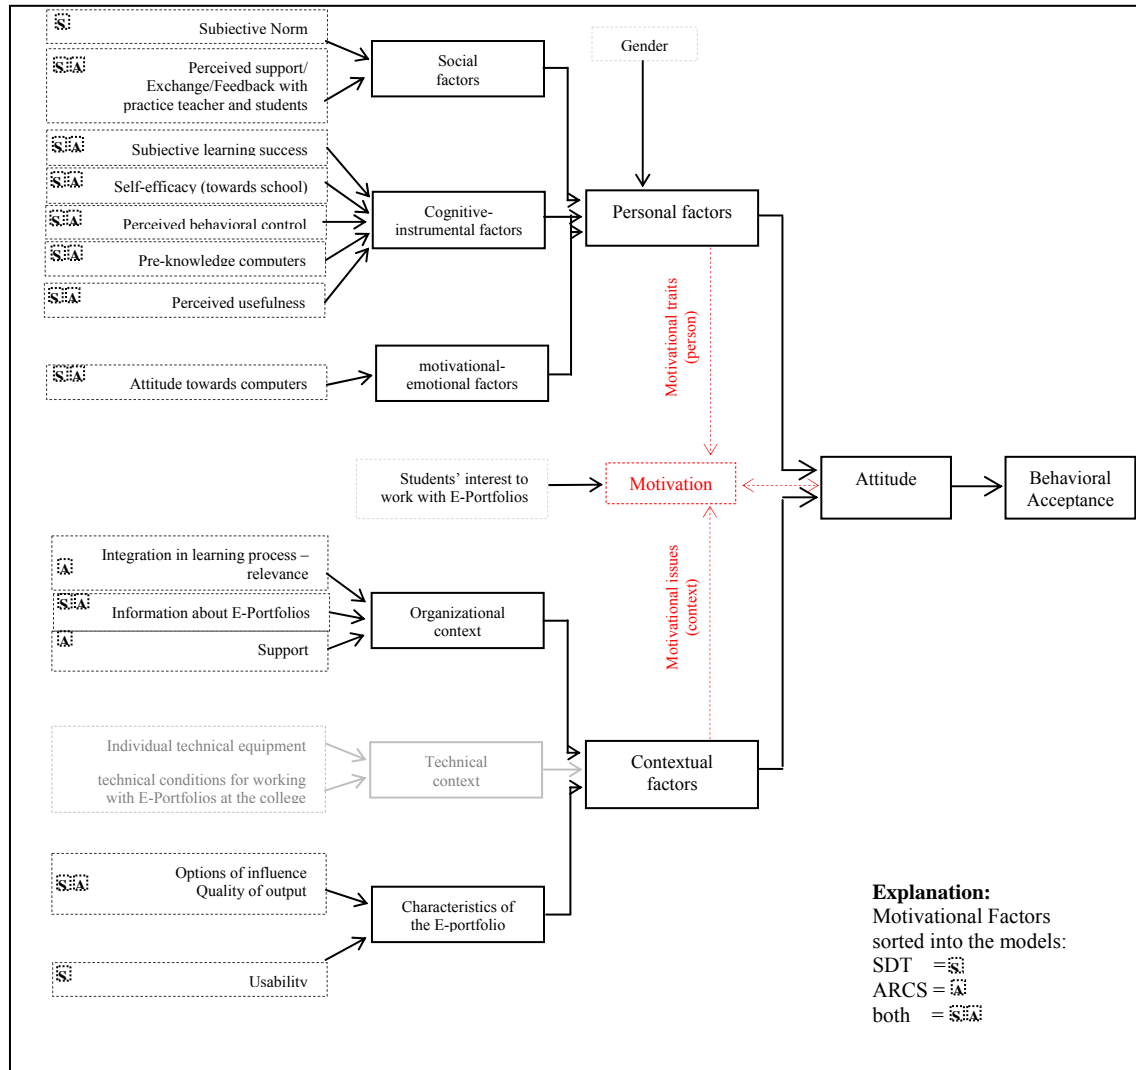 S
Subjective Norm
S A
Perceived support/
Exchange/Feedback with
practice teacher and students
Social
factors
Gender
S A
Subjective learning success
S A
Self-efficacy (towards school)
S A
Perceived behavioral control
S A
Pre-knowledge computers
S A
Perceived usefulness
Cognitive-
instrumental factors
Personal factors
S A
Attitude towards computers
motivational-
emotional factors
Motivational traits
(person)
Students' interest to
work with E-Portfolios
Motivation
Attitude
Behavioral
Acceptance
Motivational issues
(context)
A
Integration in learning process –
relevance
S A
Information about E-Portfolios
A
Support
Organizational
context
Individual technical equipment
technical conditions for working
with E-Portfolios at the college
Technical
context
Contextual
factors
S A
Options of influence
Quality of output
S
Usability
Characteristics of
the E-portfolio
Explanation:
Motivational Factors
sorted into the models:
SDT = S
ARCS = A
both = S A